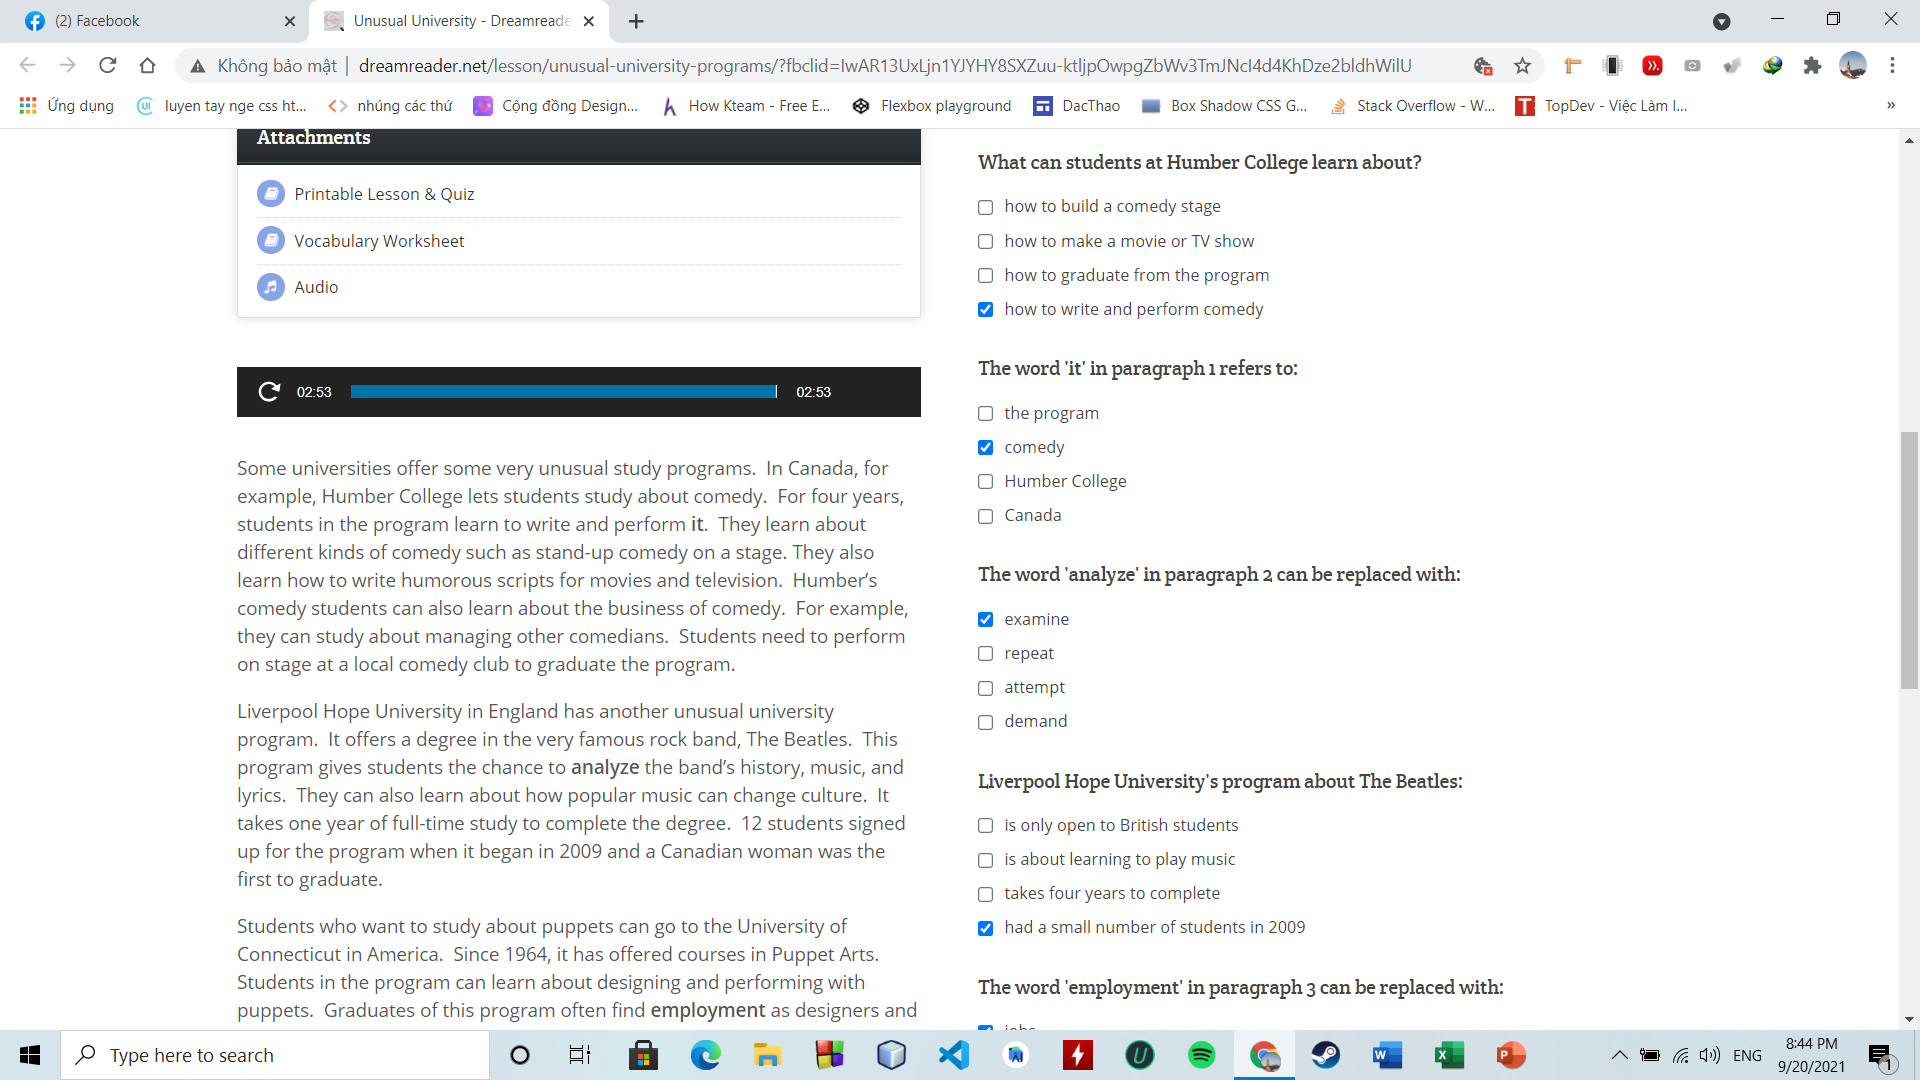 (2) Facebook
Unusual University - Dreamreade
Không bảo mật | dreamreader.net/lesson/unusual-university-programs/?fbclid=IwAR13UxLjn1YJYHY8SXZuu-ktljpOwpgZbWv3TmJNcI4d4KhDze2bldhWilU
Ứng dụng
luyen tay nge css ht...
nhúng các thứ
Cộng đồng Design...
How Kteam - Free E...
Flexbox playground
DacThao
Box Shadow CSS G...
Stack Overflow - W...
TopDev - Việc Làm I...
»
Attachments
Printable Lesson & Quiz
Vocabulary Worksheet
Audio
02:53
02:53
Some universities offer some very unusual study programs. In Canada, for
example, Humber College lets students study about comedy. For four years,
students in the program learn to write and perform it. They learn about
different kinds of comedy such as stand-up comedy on a stage. They also
learn how to write humorous scripts for movies and television. Humber's
comedy students can also learn about the business of comedy. For example,
they can study about managing other comedians. Students need to perform
on stage at a local comedy club to graduate the program.
Liverpool Hope University in England has another unusual university
program. It offers a degree in the very famous rock band, The Beatles. This
program gives students the chance to analyze the band's history, music, and
lyrics. They can also learn about how popular music can change culture. It
takes one year of full-time study to complete the degree. 12 students signed
up for the program when it began in 2009 and a Canadian woman was the
first to graduate.
Students who want to study about puppets can go to the University of
Connecticut in America. Since 1964, it has offered courses in Puppet Arts.
Students in the program can learn about designing and performing with
puppets. Graduates of this program often find employment as designers and
What can students at Humber College learn about?
how to build a comedy stage
how to make a movie or TV show
how to graduate from the program
how to write and perform comedy
The word 'it' in paragraph 1 refers to:
the program
comedy
Humber College
Canada
The word 'analyze' in paragraph 2 can be replaced with:
examine
repeat
attempt
demand
Liverpool Hope University's program about The Beatles:
is only open to British students
is about learning to play music
takes four years to complete
had a small number of students in 2009
The word 'employment' in paragraph 3 can be replaced with:
jobs
Type here to search
ENG
8:44 PM
9/20/2021
1